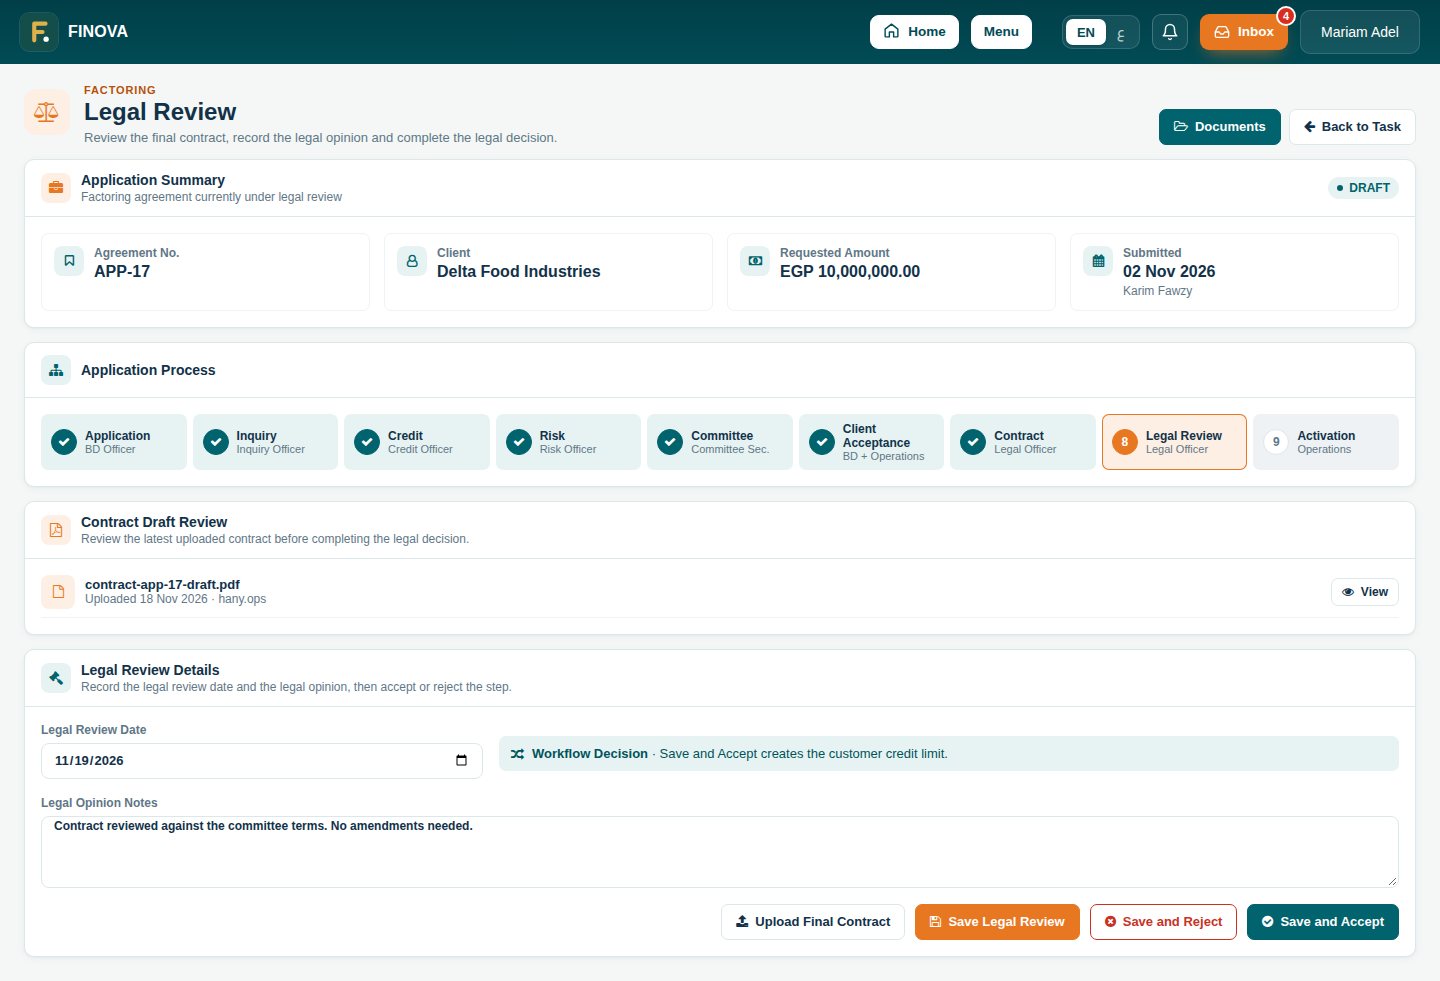 FINOVA
Home
Menu
EN
ع
Inbox
4
Mariam Adel
FACTORING
Legal Review
Review the final contract, record the legal opinion and complete the legal decision.
Documents
Back to Task
Application Summary
Factoring agreement currently under legal review
DRAFT
Agreement No.
APP-17
Client
Delta Food Industries
Requested Amount
EGP 10,000,000.00
Submitted
02 Nov 2026
Karim Fawzy
Application Process
Application
BD Officer
Inquiry
Inquiry Officer
Credit
Credit Officer
Risk
Risk Officer
Committee
Committee Sec.
Client
Acceptance
BD + Operations
Contract
Legal Officer
8
Legal Review
Legal Officer
9
Activation
Operations
Contract Draft Review
Review the latest uploaded contract before completing the legal decision.
contract-app-17-draft.pdf
Uploaded 18 Nov 2026 · hany.ops
View
Legal Review Details
Record the legal review date and the legal opinion, then accept or reject the step.
Legal Review Date
11/19/2026
Workflow Decision · Save and Accept creates the customer credit limit.
Legal Opinion Notes
Contract reviewed against the committee terms. No amendments needed.
Upload Final Contract
Save Legal Review
Save and Reject
Save and Accept